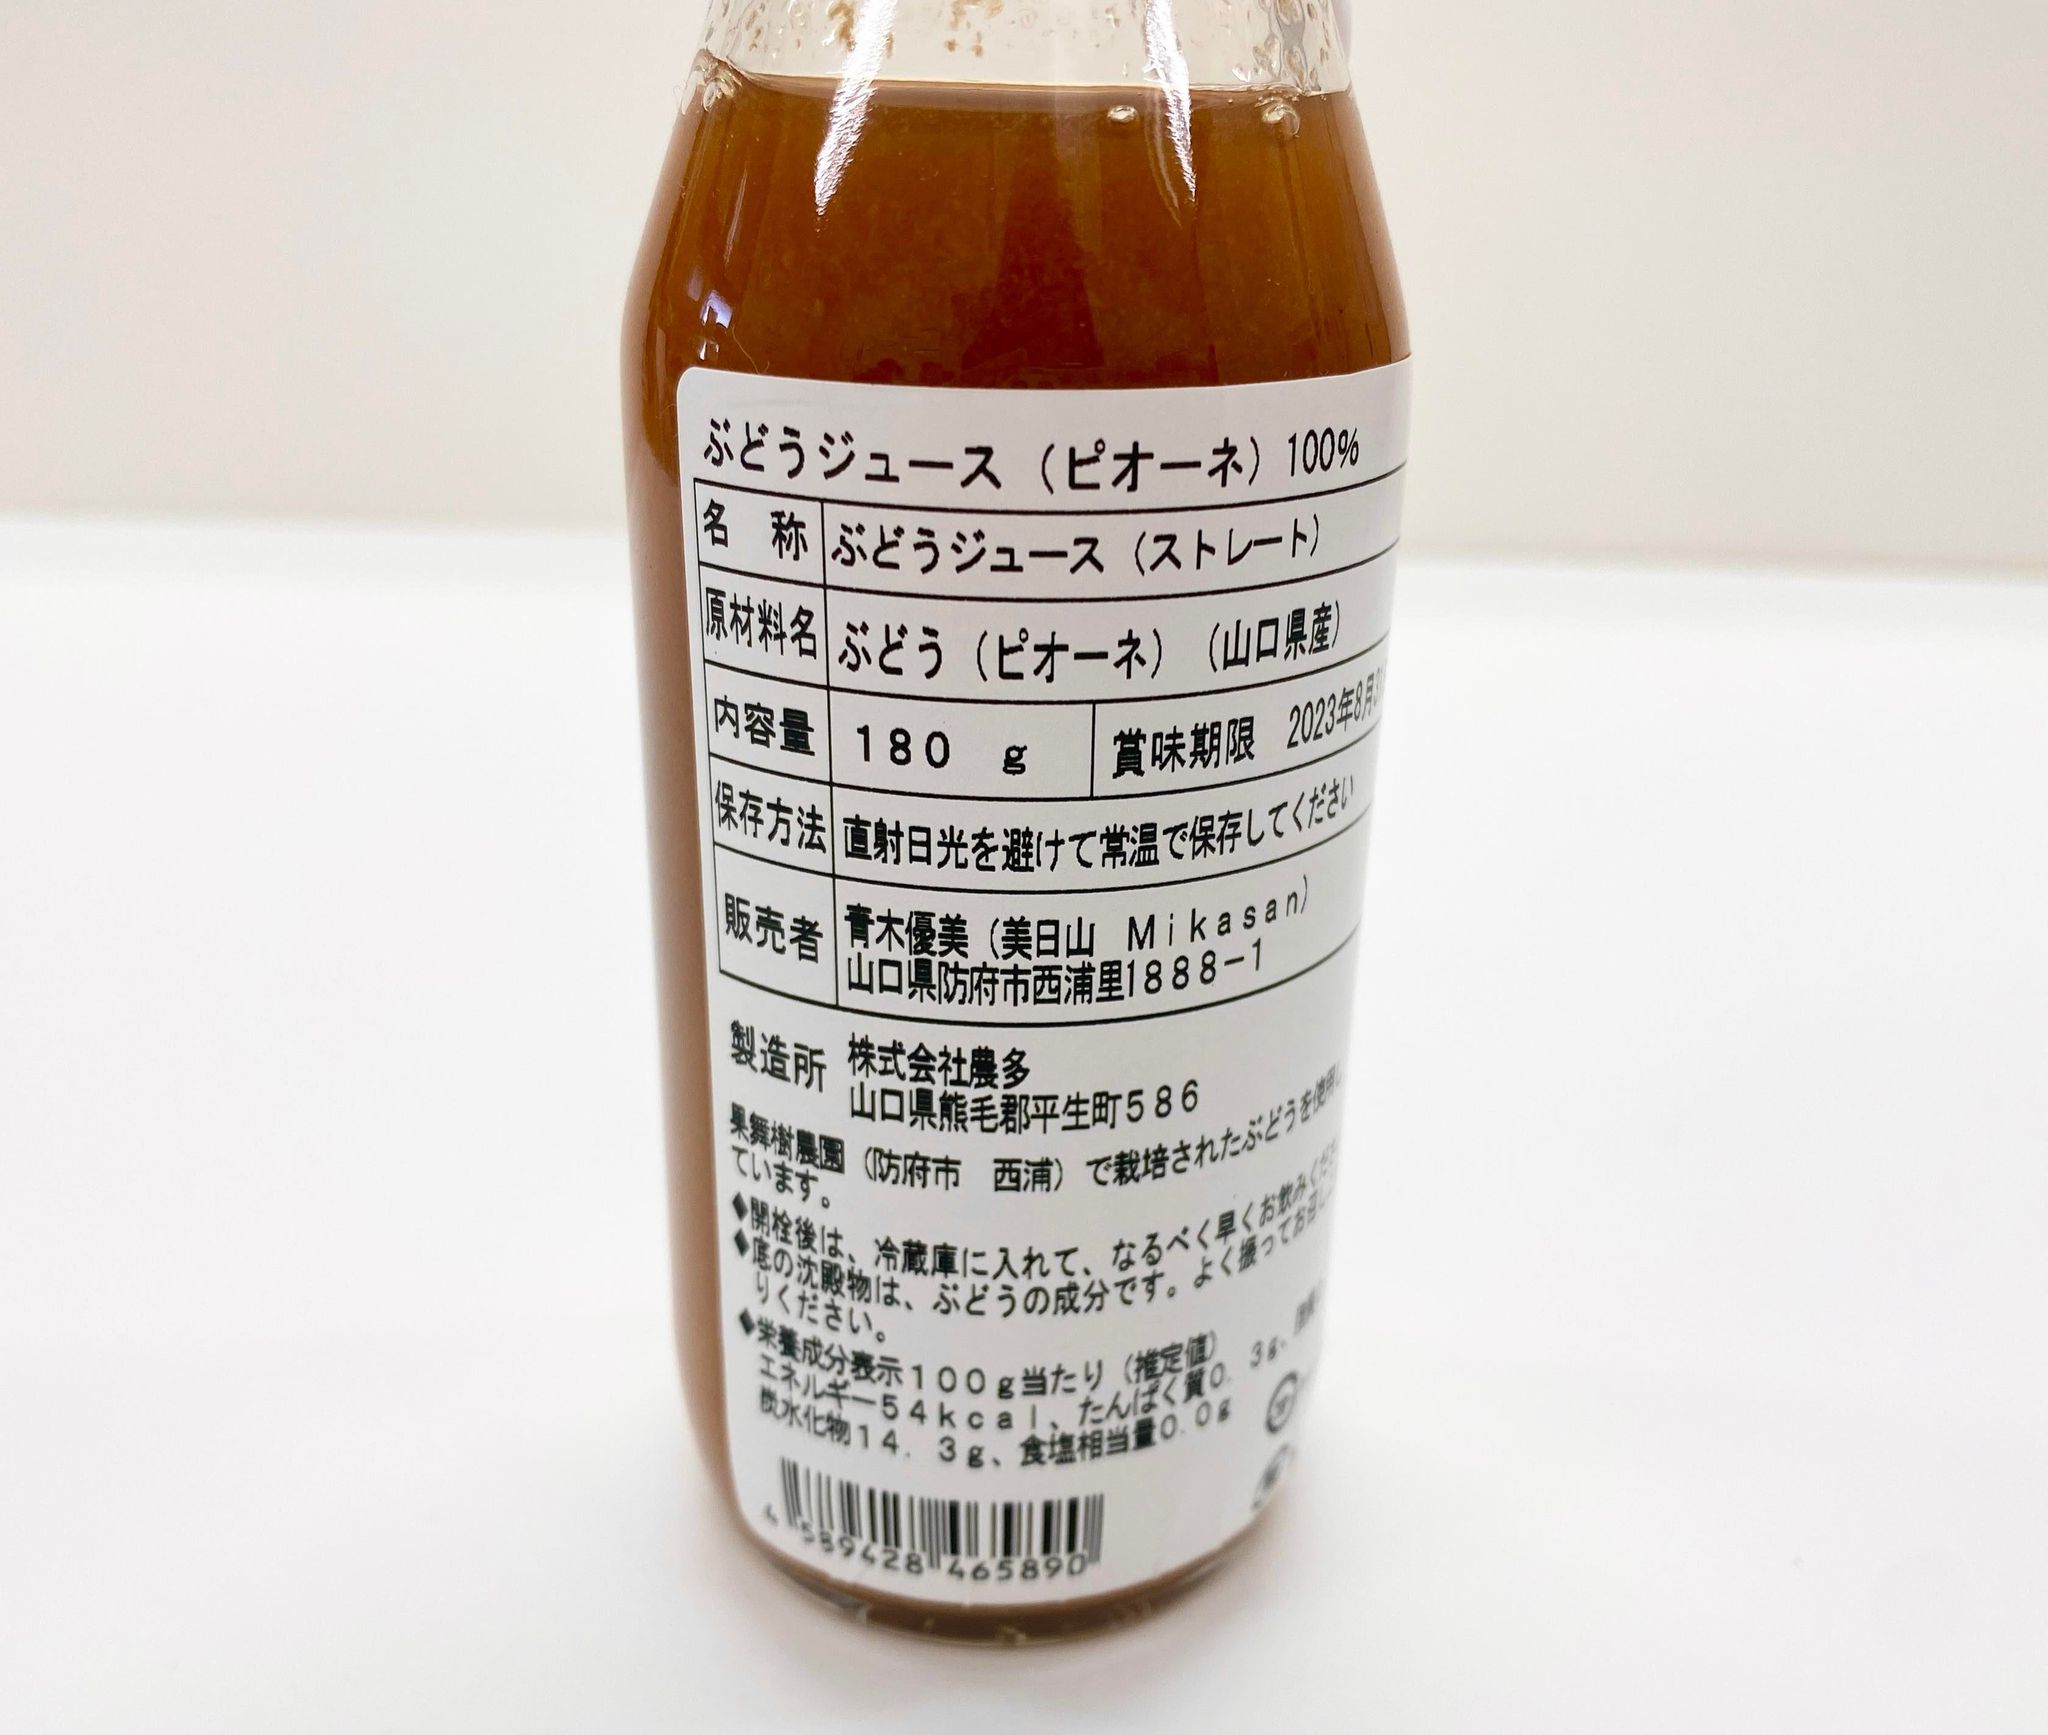 ぶどうジュース（ピオーネ）100%
名　称 ぶどうジュース（ストレート）
原材料名 ぶどう（ピオーネ）（山口県産）
内容量 １８０　ｇ 賞味期限 2023年8月
保存方法 直射日光を避けて常温で保存してください
販売者 青木優美（美日山　Ｍｉｋａｓａｎ）
山口県防府市西浦里1８８８－１
製造所 株式会社農多
山口県熊毛郡平生町５８６
果舞樹農園（防府市　西浦）で栽培されたぶどうを使用し
ています。
◆開栓後は、冷蔵庫に入れて、なるべく早くお飲みくだ
◆底の沈殿物は、ぶどうの成分です。よく振ってお召し
りください。
◆栄養成分表示１００ｇ当たり（推定値）
エネルギー５４ｋｃａｌ、たんぱく質０．３ｇ、
炭水化物１４．３ｇ、食塩相当量０．０ｇ
4 589428 465890